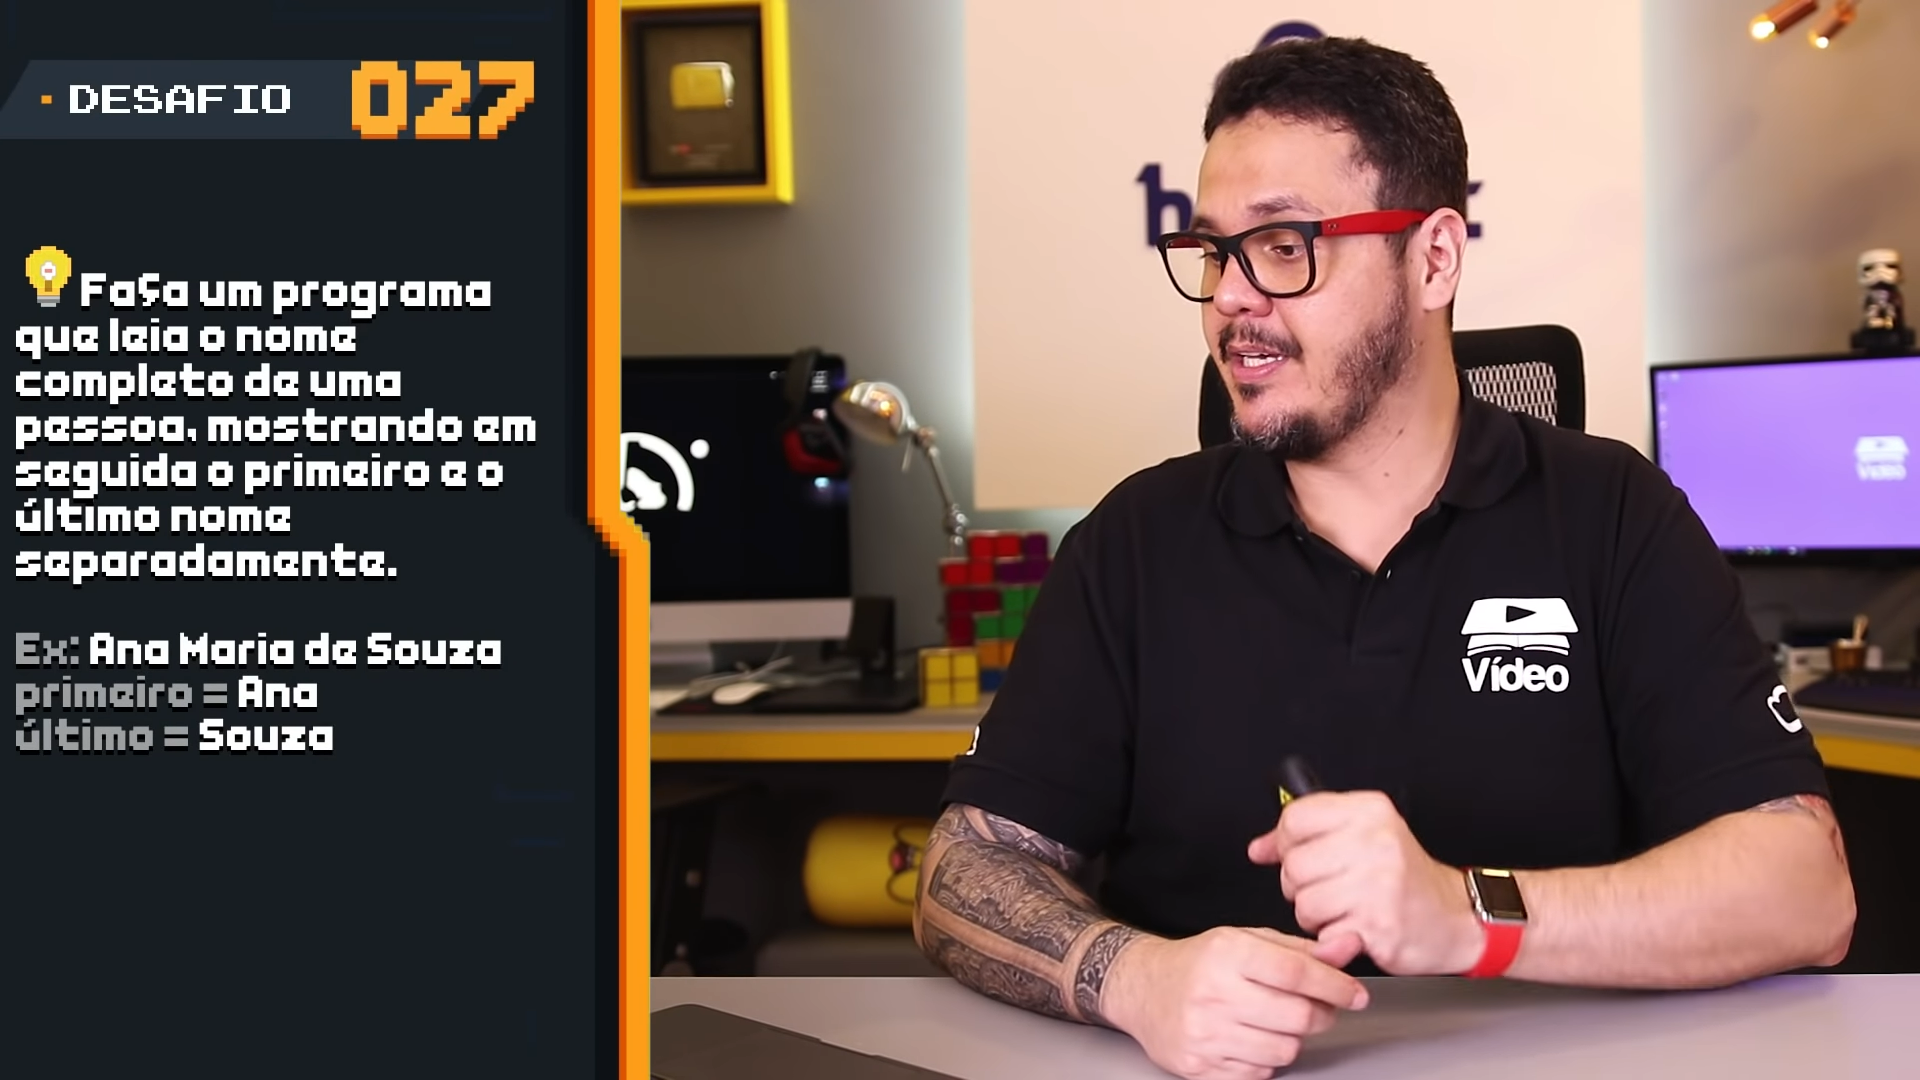 DESAFIO 027
Faça um programa
que leia o nome
completo de uma
pessoa, mostrando em
seguida o primeiro e o
último nome
separadamente.
Ex: Ana Maria de Souza
primeiro = Ana
último = Souza
Vídeo
Vídeo